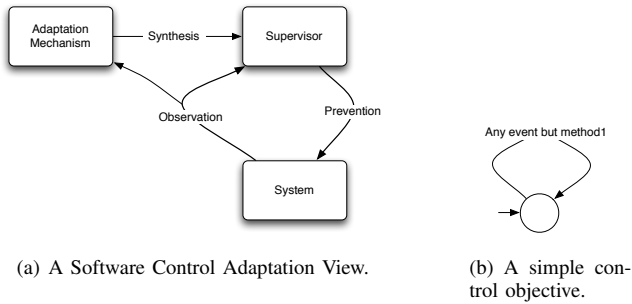 Adaptation
Mechanism
Synthesis
Supervisor
Observation
Prevention
System
Any event but method1
(a) A Software Control Adaptation View.
(b) A simple con-
trol objective.